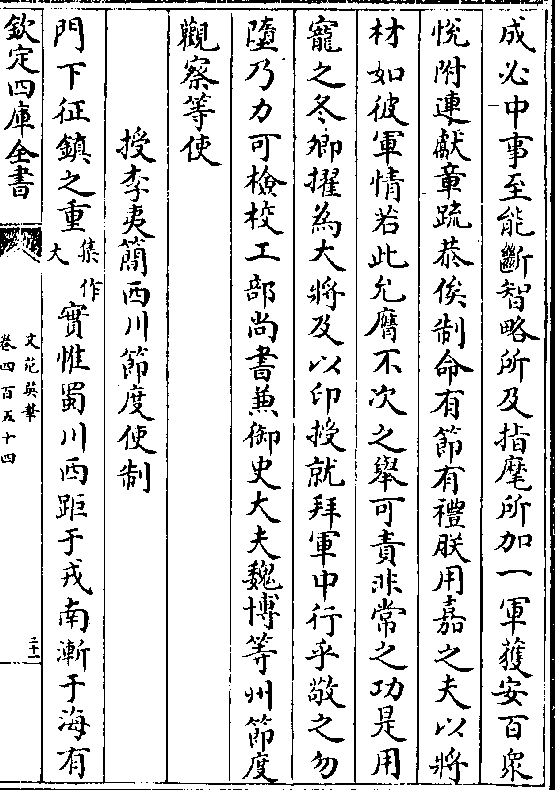 成必中事至能斷智略所及指麾所加一軍獲安百衆
悅附連獻章疏恭俟制命有節有禮朕用嘉之夫以將
材如彼軍情若此允膺不次之舉可責非常之功是用
寵之冬卿擢為大將及以印授就拜軍中行乎敬之勿
墮乃力可檢校工部尚書兼御史大夫魏博等州節度
觀察等使
授李夷簡西川節度使制
門下征鎮之重集作大實惟蜀川西距于戎南漸于海有
欽定四庫全書
文苑英華
卷四百五十四
二十一